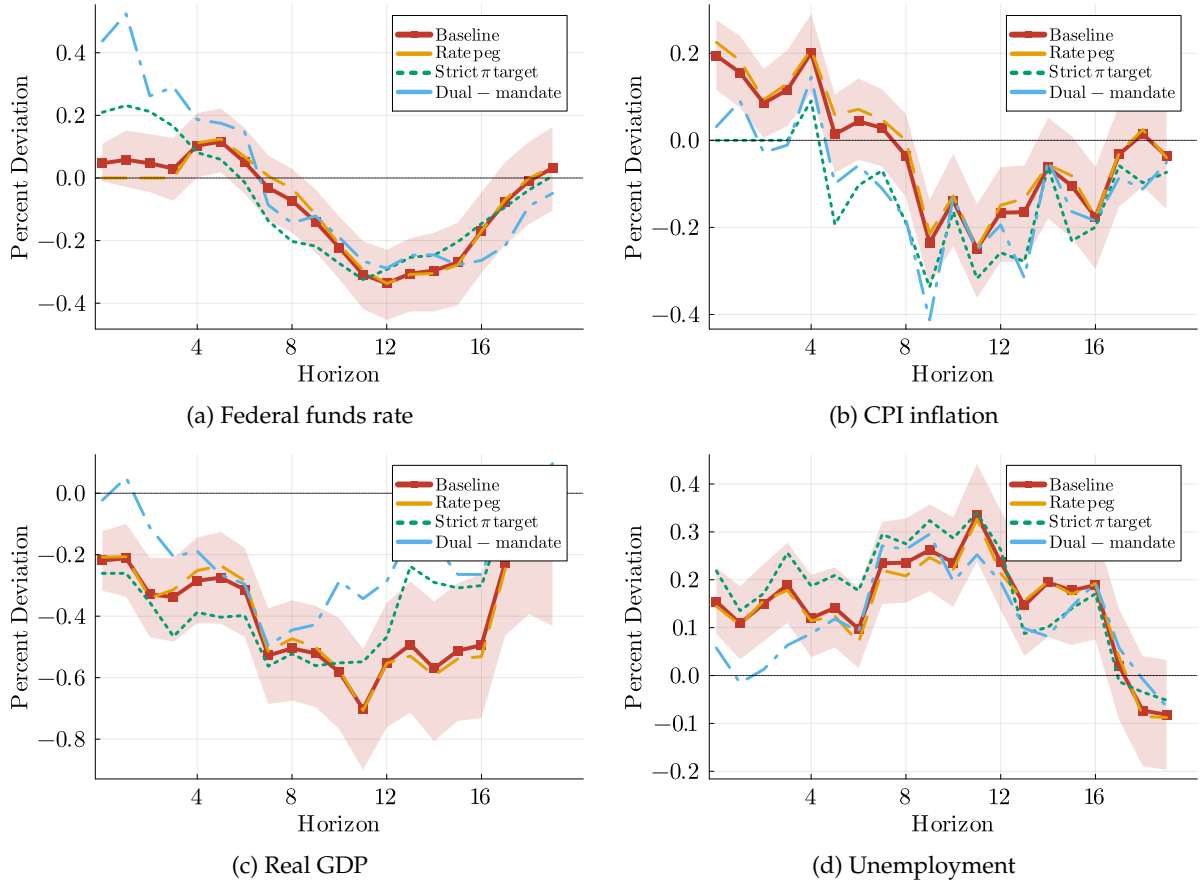 0.4
0.2
0.0
−0.2
−0.4
Percent Deviation
4
8
12
16
Horizon
Baseline
Rate peg
Strict π target
Dual − mandate
(a) Federal funds rate
0.2
0.0
−0.2
−0.4
Percent Deviation
4
8
12
16
Horizon
Baseline
Rate peg
Strict π target
Dual − mandate
(b) CPI inflation
0.0
−0.2
−0.4
−0.6
−0.8
Percent Deviation
4
8
12
16
Horizon
Baseline
Rate peg
Strict π target
Dual − mandate
(c) Real GDP
0.4
0.3
0.2
0.1
0.0
−0.1
−0.2
Percent Deviation
4
8
12
16
Horizon
Baseline
Rate peg
Strict π target
Dual − mandate
(d) Unemployment